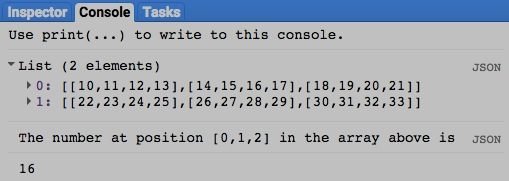 Inspector Console Tasks
Use print(...) to write to this console.
List (2 elements) JSON
0: [[10,11,12,13],[14,15,16,17],[18,19,20,21]]
1: [[22,23,24,25],[26,27,28,29],[30,31,32,33]]
The number at position [0,1,2] in the array above is JSON
16